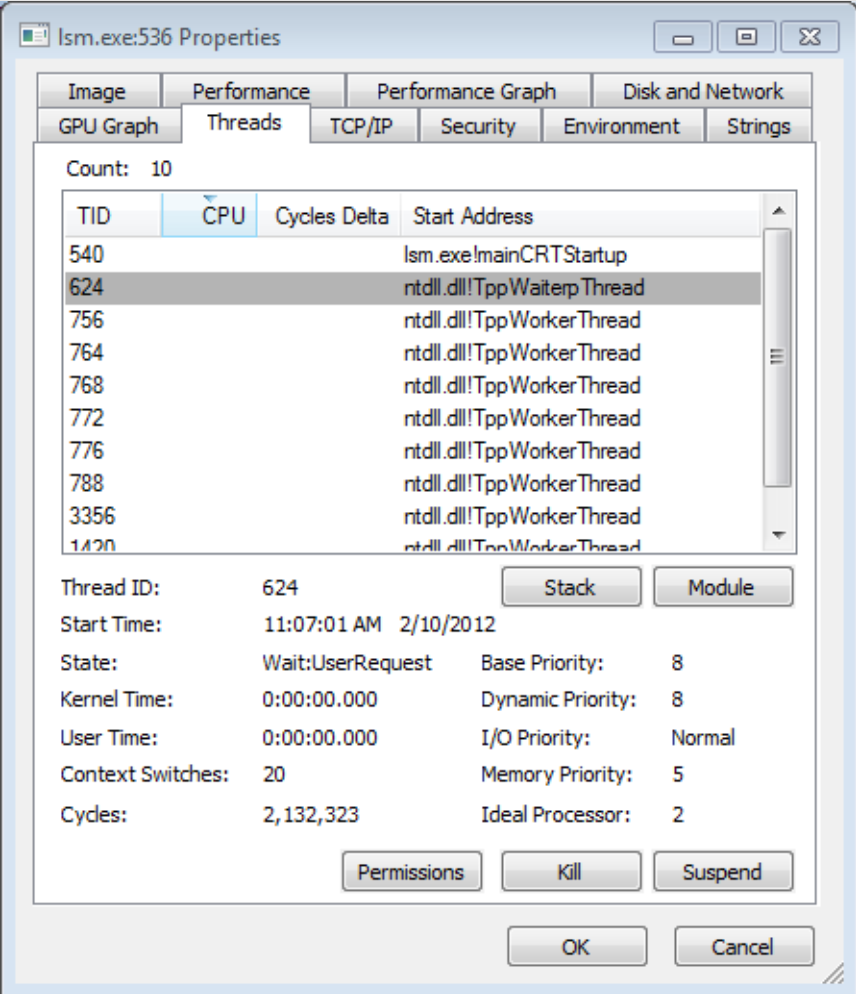 lsm.exe:536 Properties
Image Performance Performance Graph Disk and Network
GPU Graph Threads TCP/IP Security Environment Strings
Count: 10
TID CPU Cycles Delta Start Address
540 lsm.exe!mainCRTStartup
624 ntdll.dll!TppWaiterpThread
756 ntdll.dll!TppWorkerThread
764 ntdll.dll!TppWorkerThread
768 ntdll.dll!TppWorkerThread
772 ntdll.dll!TppWorkerThread
776 ntdll.dll!TppWorkerThread
788 ntdll.dll!TppWorkerThread
3356 ntdll.dll!TppWorkerThread
1420 ntdll.dll!TppWorkerThread
Thread ID: 624 Stack Module
Start Time: 11:07:01 AM 2/10/2012
State: Wait:UserRequest Base Priority: 8
Kernel Time: 0:00:00.000 Dynamic Priority: 8
User Time: 0:00:00.000 I/O Priority: Normal
Context Switches: 20 Memory Priority: 5
Cycles: 2,132,323 Ideal Processor: 2
Permissions Kill Suspend
OK Cancel